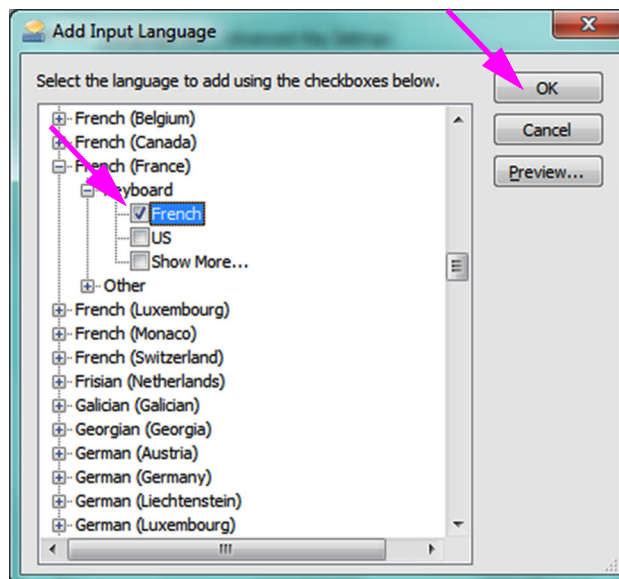 Add Input Language
Select the language to add using the checkboxes below.
French (Belgium)
French (Canada)
French (France)
Keyboard
French
US
Show More...
Other
French (Luxembourg)
French (Monaco)
French (Switzerland)
Frisian (Netherlands)
Galician (Galician)
Georgian (Georgia)
German (Austria)
German (Germany)
German (Liechtenstein)
German (Luxembourg)
OK
Cancel
Preview...